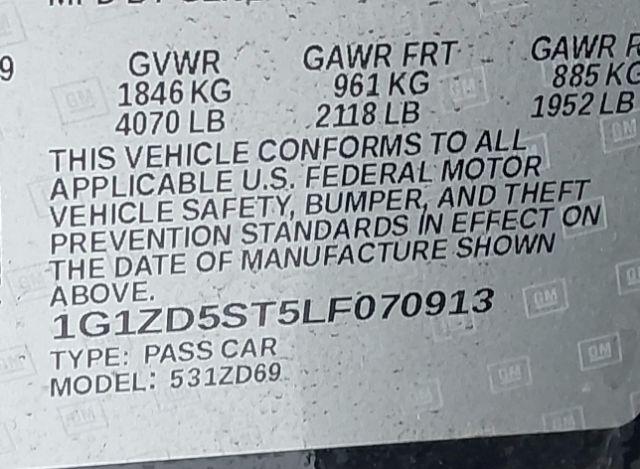 9
GVWR GAWR FRT GAWR
1846 KG 961 KG 885 KG
4070 LB 2118 LB 1952 LB
THIS VEHICLE CONFORMS TO ALL
APPLICABLE U.S. FEDERAL MOTOR
VEHICLE SAFETY, BUMPER, AND THEFT
PREVENTION STANDARDS IN EFFECT ON
THE DATE OF MANUFACTURE SHOWN
ABOVE.
1G1ZD5ST5LF070913
TYPE: PASS CAR
MODEL: 531ZD69